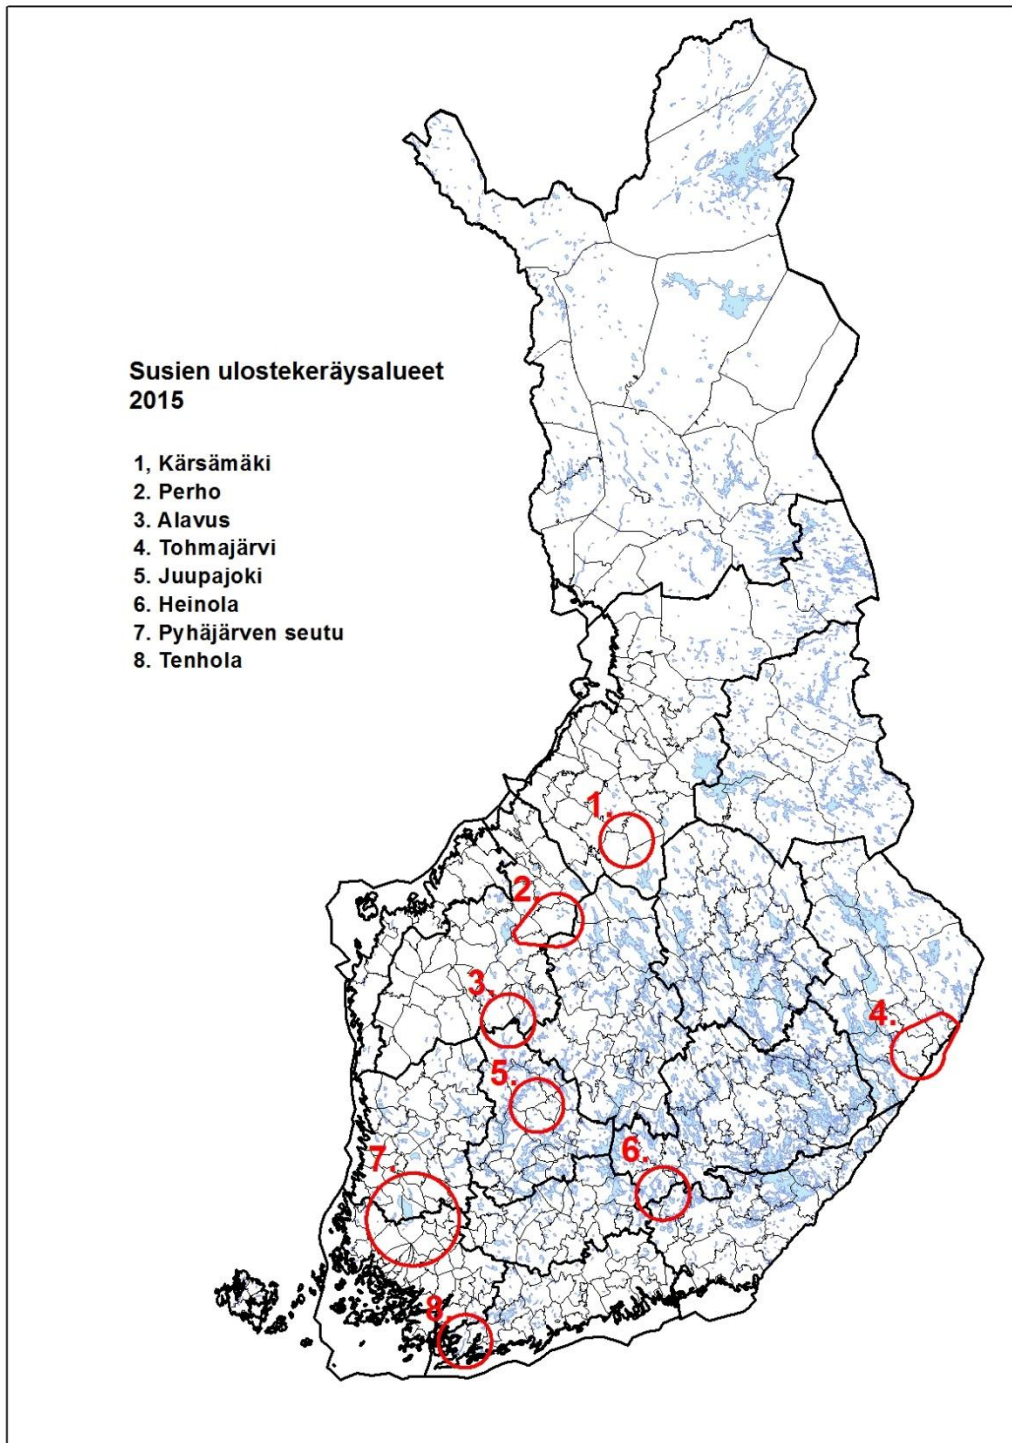 Susien ulostekeräysalueet
2015
1, Kärsämäki
2. Perho
3. Alavus
4. Tohmajärvi
5. Juupajoki
6. Heinola
7. Pyhäjärven seutu
8. Tenhola
1.
2.
3.
4.
5.
6.
7.
8.